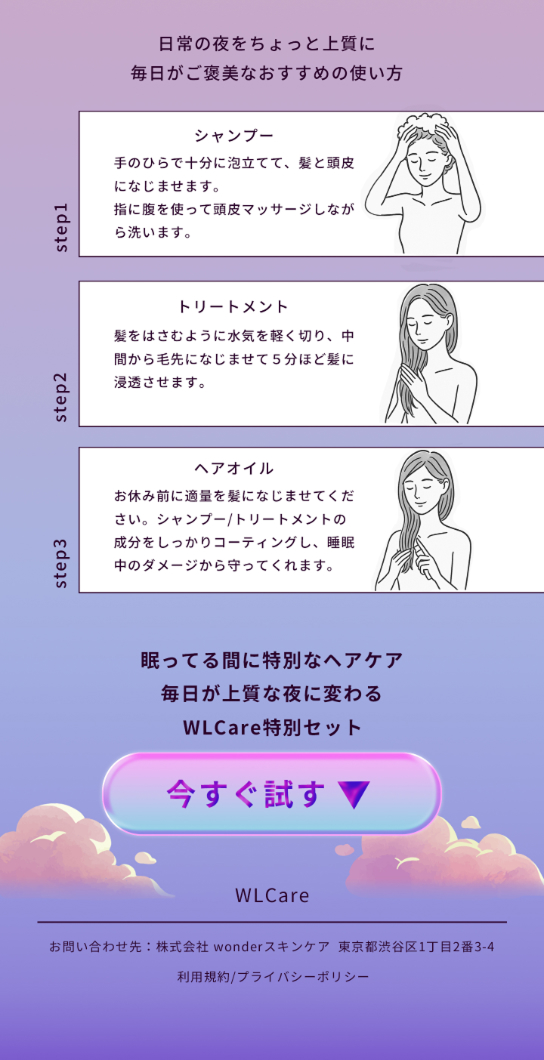 日常の夜をちょっと上質に
毎日がご褒美なおすすめの使い方
step1
シャンプー
手のひらで十分に泡立てて、髪と頭皮
になじませます。
指に腹を使って頭皮マッサージしなが
ら洗います。
step2
トリートメント
髪をはさむように水気を軽く切り、中
間から毛先になじませて５分ほど髪に
浸透させます。
step3
ヘアオイル
お休み前に適量を髪になじませてくだ
さい。シャンプー/トリートメントの
成分をしっかりコーティングし、睡眠
中のダメージから守ってくれます。
眠ってる間に特別なヘアケア
毎日が上質な夜に変わる
WLCare特別セット
今すぐ試す ▼
WLCare
お問い合わせ先：株式会社 wonderスキンケア 東京都渋谷区1丁目2番3-4
利用規約/プライバシーポリシー